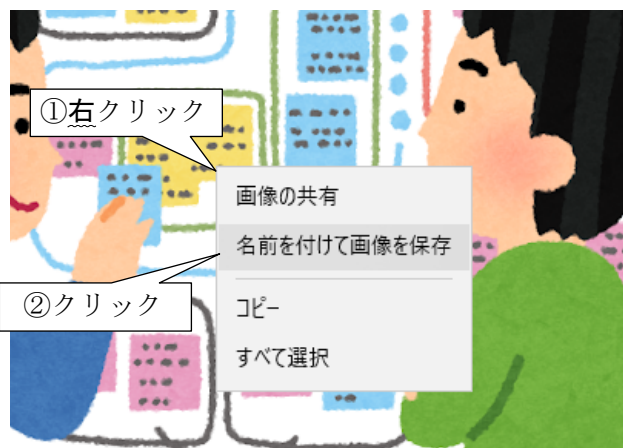 ①右クリック
画像の共有
名前を付けて画像を保存
②クリック
コピー
すべて選択